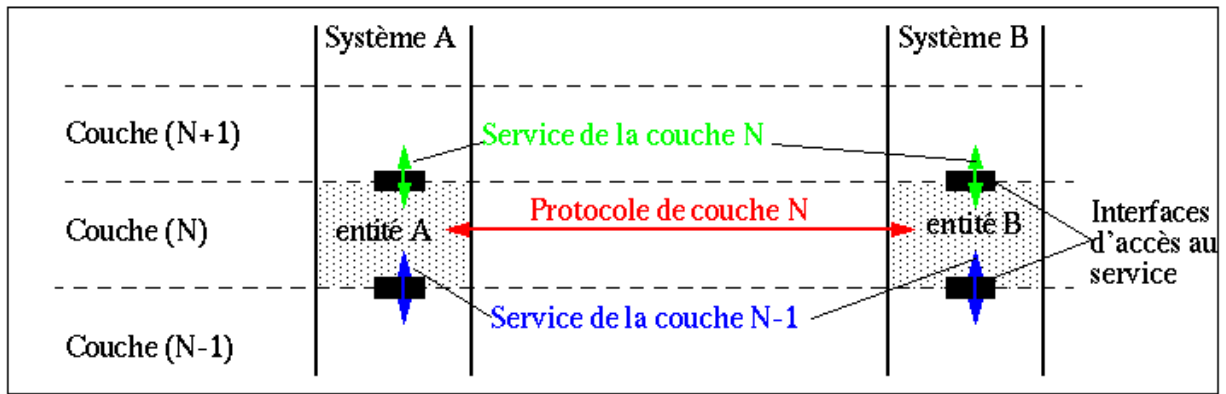 Système A
Système B
Couche (N+1)
Service de la couche N
Protocole de couche N
Couche (N)
entité A
entité B
Interfaces
d'accès au
service
Service de la couche N-1
Couche (N-1)